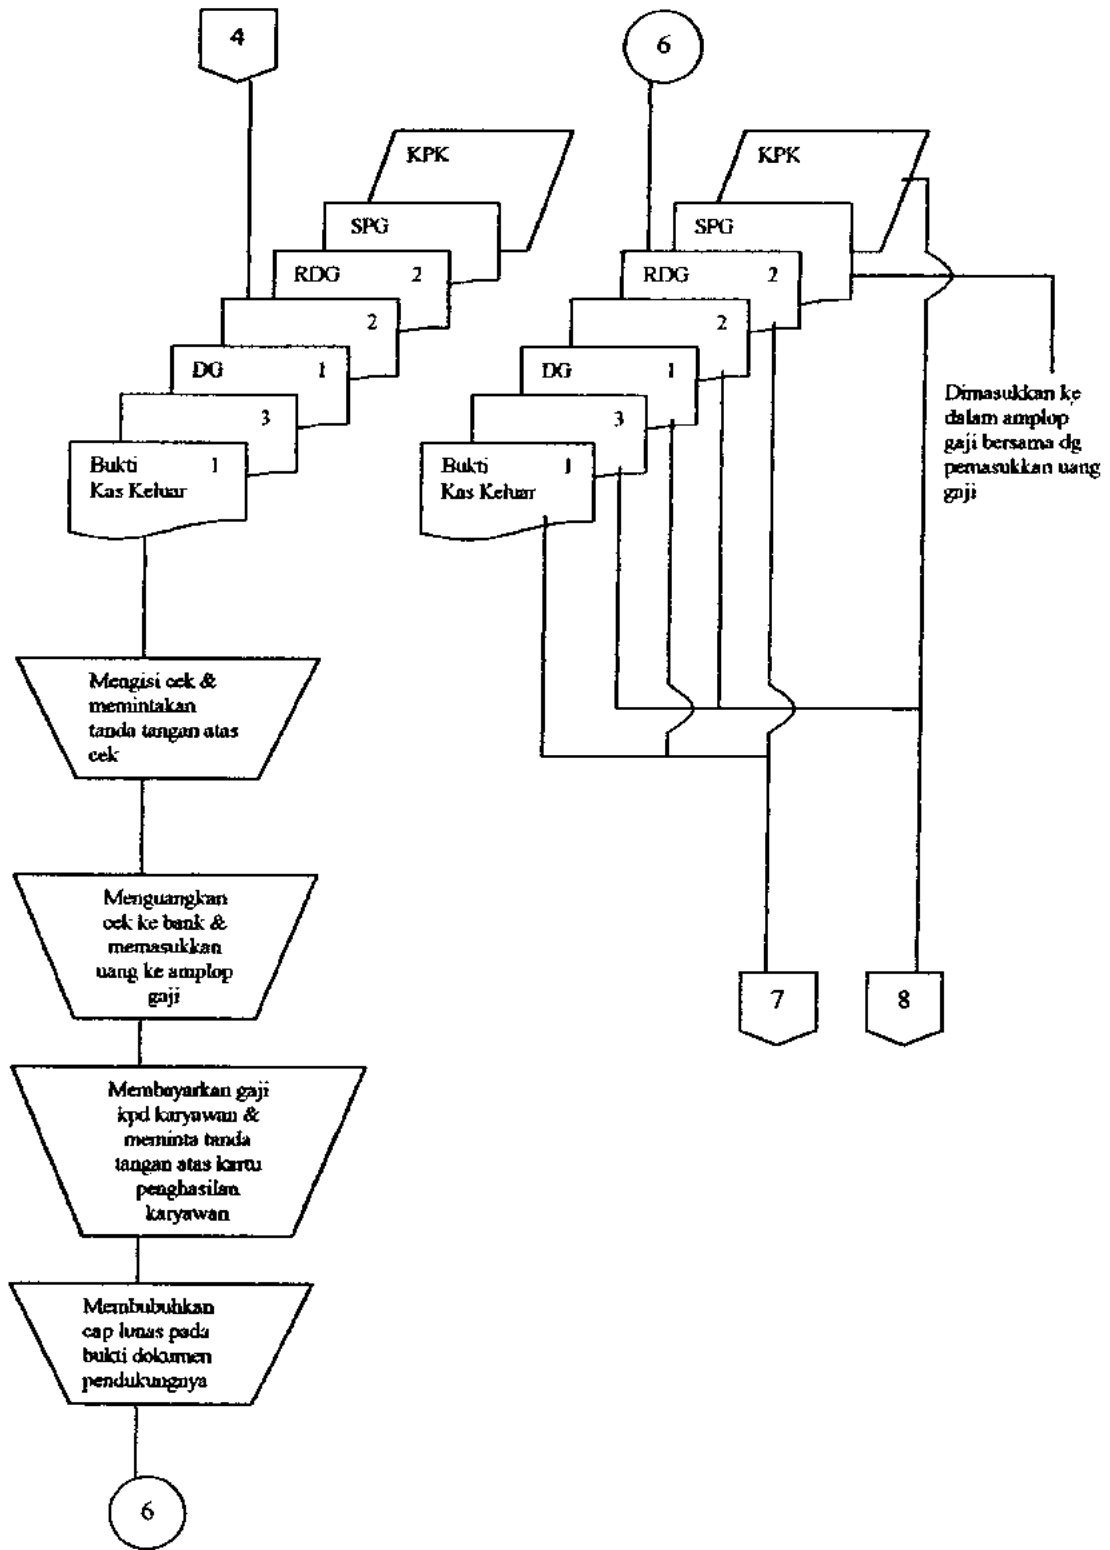 4
KPK
SPG
RDG 2
2
DG 1
3
Bukti 1
Kas Keluar
Mengisi cek &
memintakan
tanda tangan atas
cek
Menguangkan
cek ke bank &
memasukkan
uang ke amplop
gaji
Membayarkan gaji
kpd karyawan &
meminta tanda
tangan atas kartu
penghasilan
karyawan
Membubuhkan
cap lunas pada
bukti dokumen
pendukungnya
6
6
KPK
SPG
RDG 2
2
DG 1
3
Bukti 1
Kas Keluar
Dimasukkan ke
dalam amplop
gaji bersama dg
pemasukkan uang
gaji
7
8